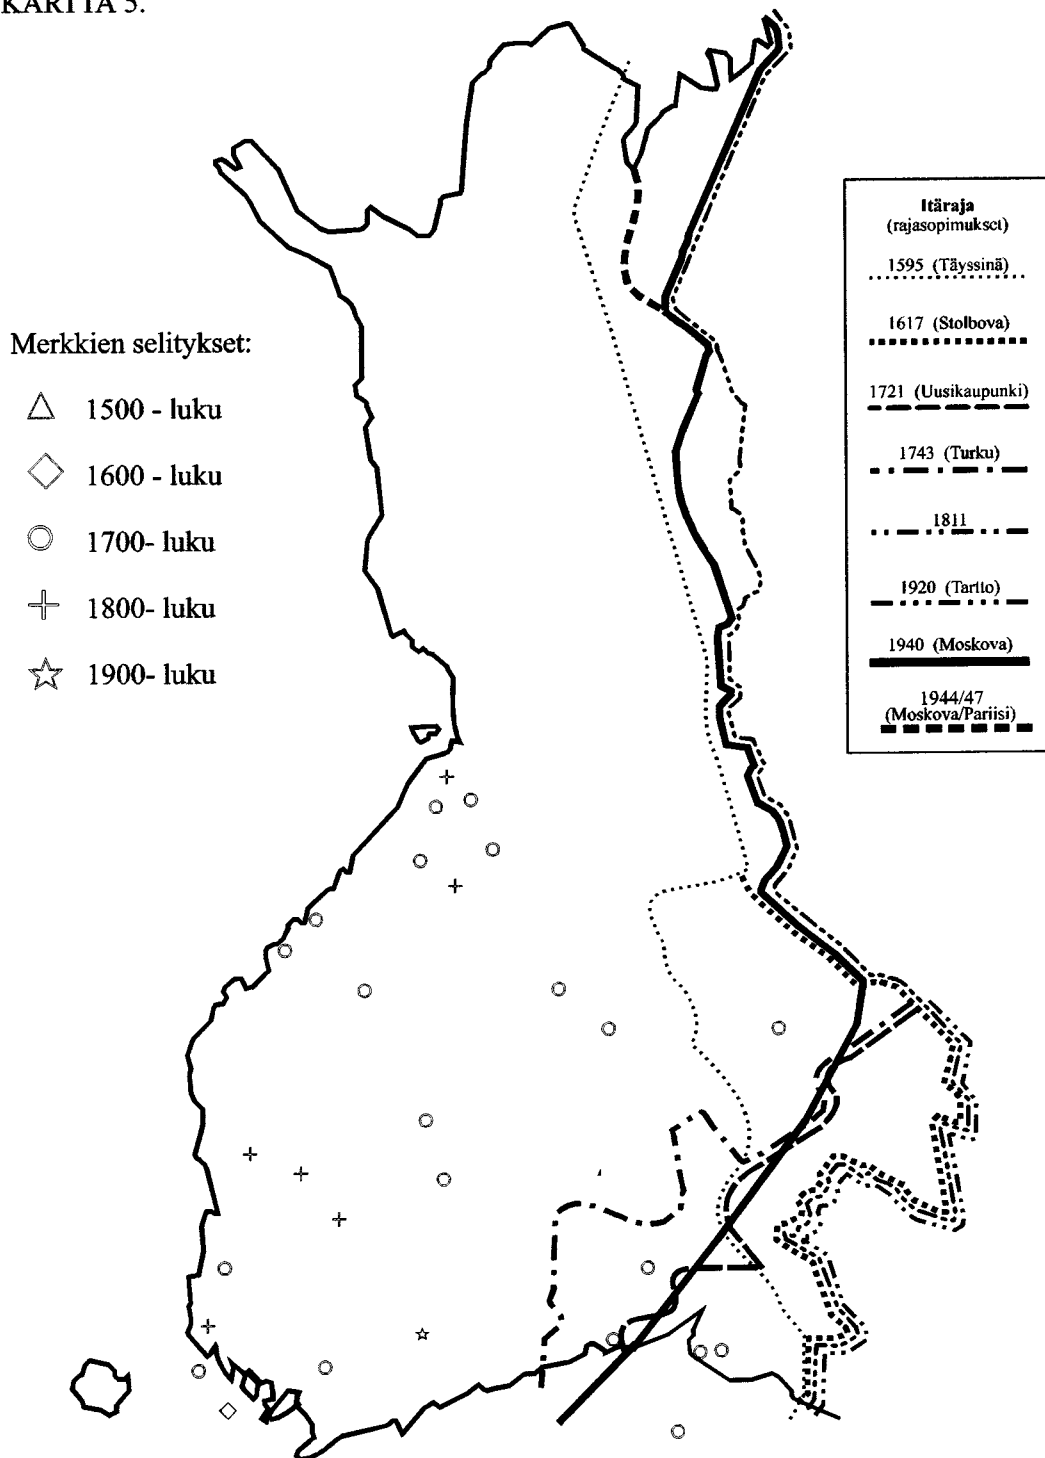 KARTTA 5.
Merkkien selitykset:
1500 - luku
1600 - luku
1700- luku
1800- luku
1900- luku
Itäraja
(rajasopimukset)
1595 (Täyssinä)
1617 (Stolbova)
1721 (Uusikaupunki)
1743 (Turku)
1811
1920 (Tartto)
1940 (Moskova)
1944/47
(Moskova/Pariisi)